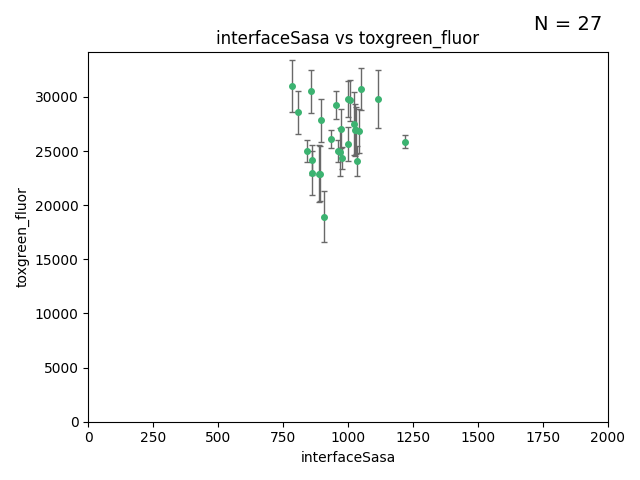 N = 27
interfaceSasa vs toxgreen_fluor
30000
25000
20000
15000
10000
5000
0
toxgreen_fluor
0 250 500 750 1000 1250 1500 1750 2000
interfaceSasa